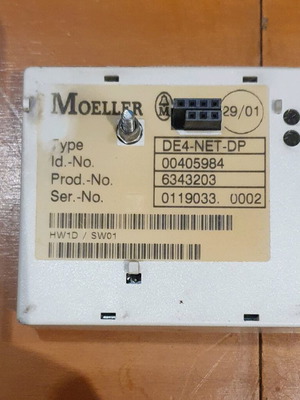 MOELLER 29/01
Type DE4-NET-DP
Id.-No. 00405984
Prod.-No. 6343203
Ser.-No. 0119033. 0002
HW1D / SW01